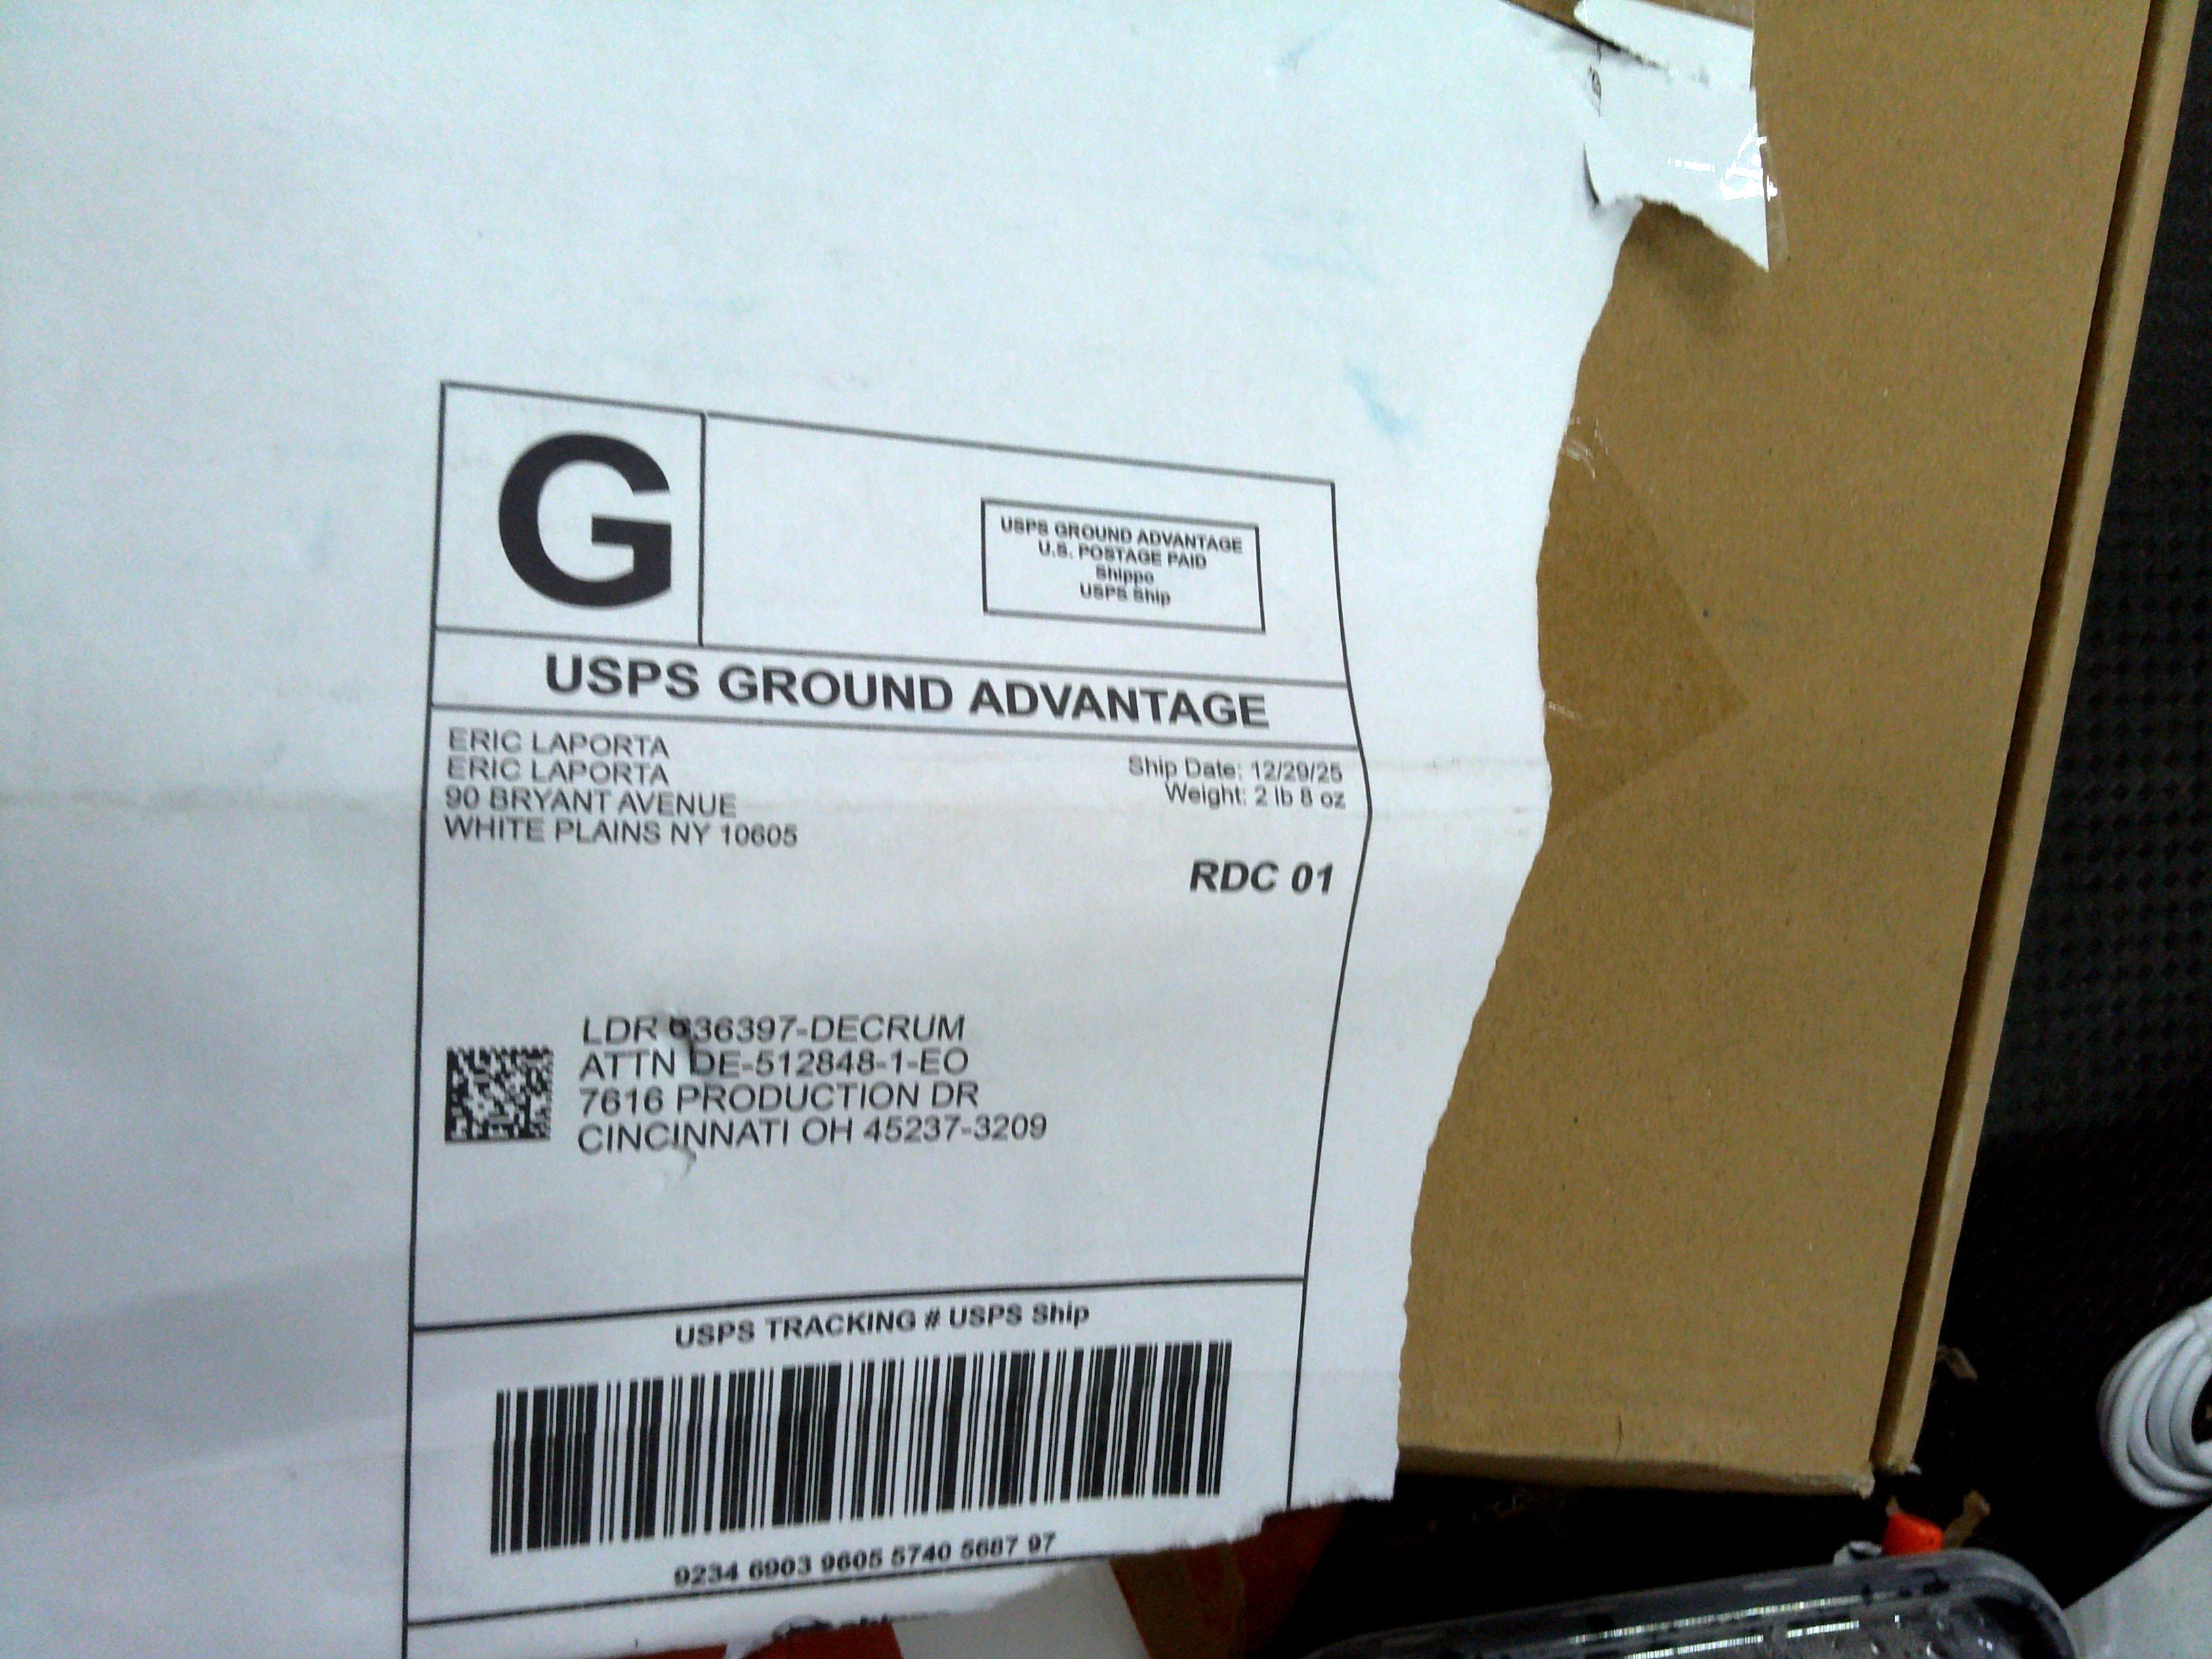 G
USPS GROUND ADVANTAGE
U.S. POSTAGE PAID
Shippo
USPS Ship
USPS GROUND ADVANTAGE
ERIC LAPORTA
ERIC LAPORTA
90 BRYANT AVENUE
WHITE PLAINS NY 10605
Ship Date: 12/29/25
Weight: 2 lb 8 oz
RDC 01
LDR 636397-DECRUM
ATTN DE-512848-1-EO
7616 PRODUCTION DR
CINCINNATI OH 45237-3209
USPS TRACKING # USPS Ship
9234 6903 9605 5740 5687 97